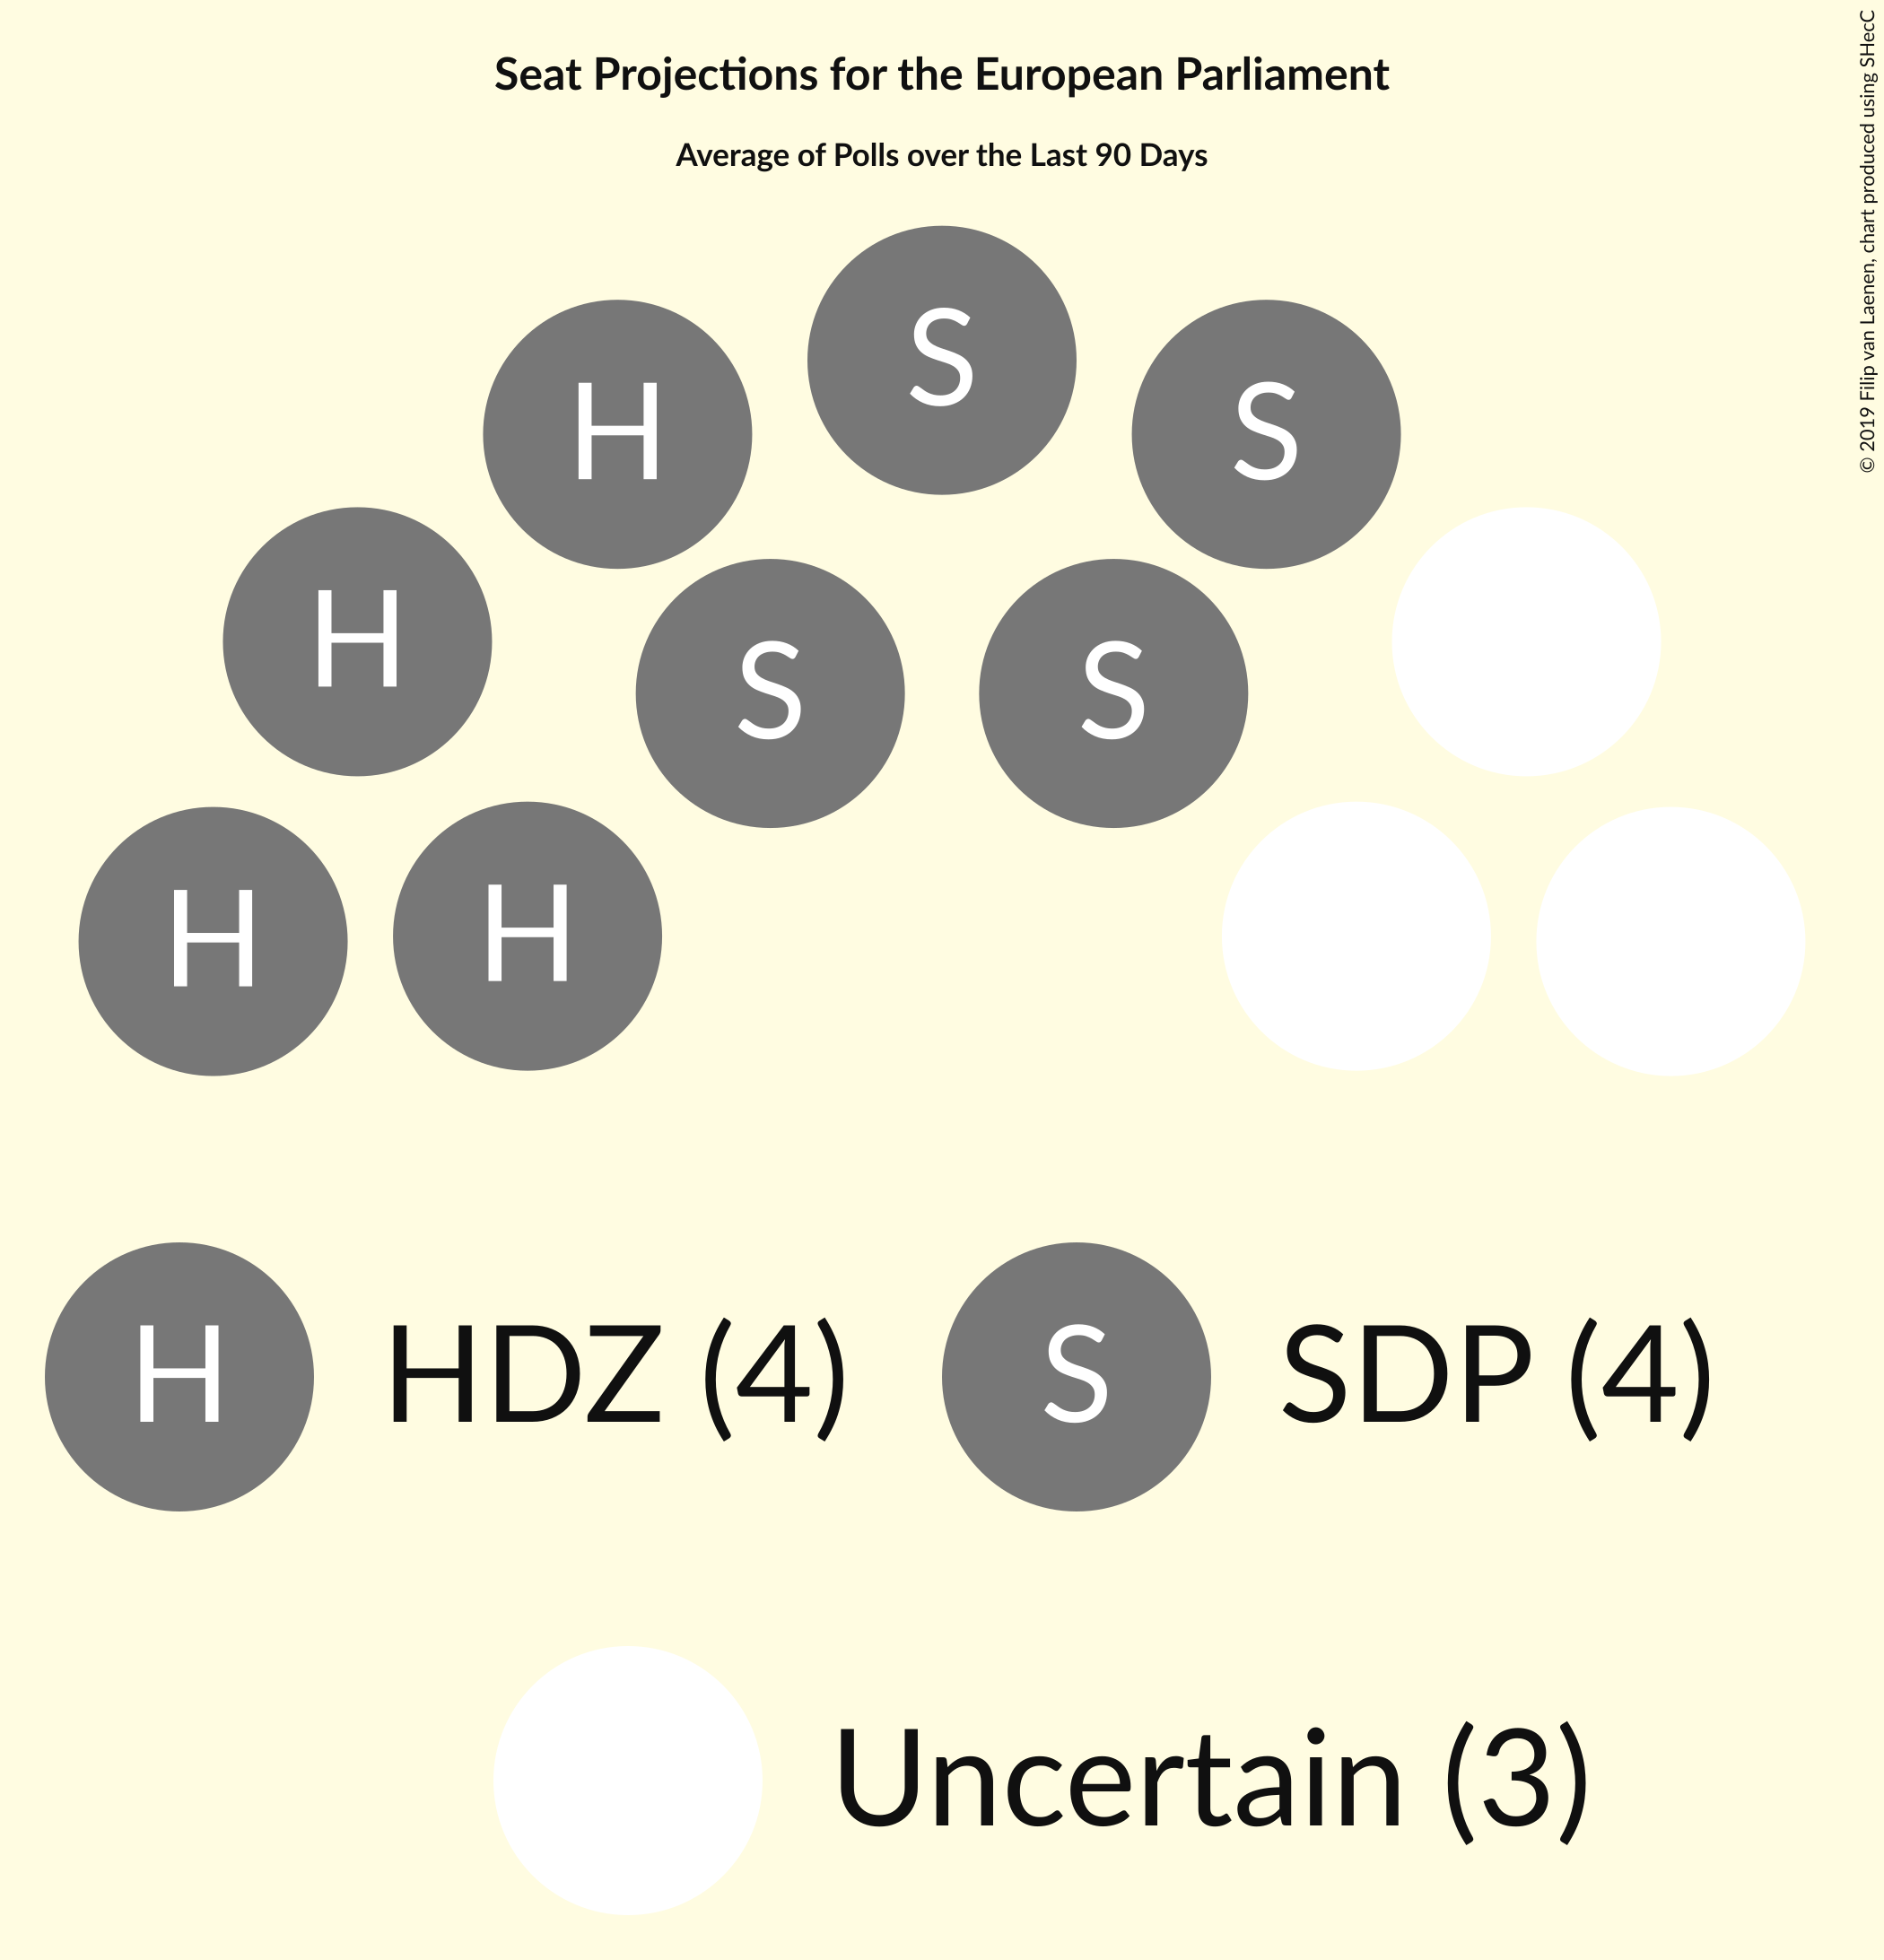 Seat Projections for the European Parliament
Average of Polls over the Last 90 Days
© 2019 Filip van Laenen, chart produced using SHecC
S
H
S
H
S
S
H
H
H HDZ (4)
S SDP (4)
Uncertain (3)